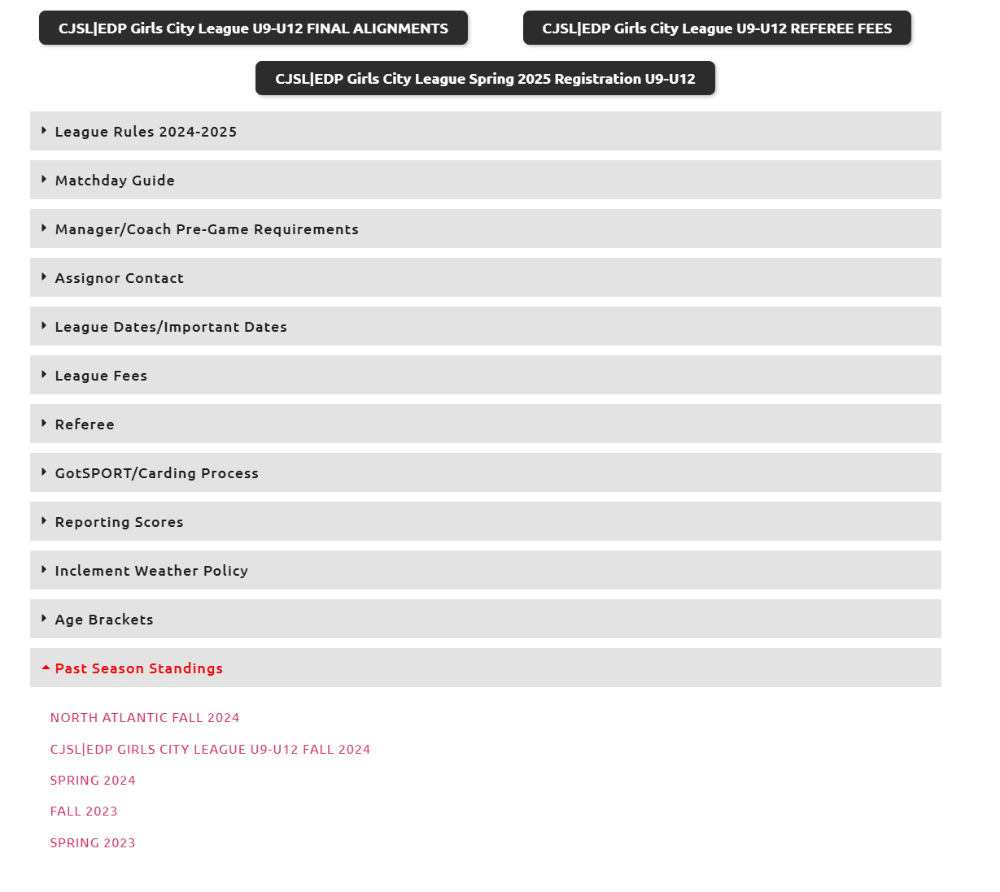 CJSL|EDP Girls City League U9-U12 FINAL ALIGNMENTS
CJSL|EDP Girls City League U9-U12 REFEREE FEES
CJSL|EDP Girls City League Spring 2025 Registration U9-U12
League Rules 2024-2025
Matchday Guide
Manager/Coach Pre-Game Requirements
Assignor Contact
League Dates/Important Dates
League Fees
Referee
GotSPORT/Carding Process
Reporting Scores
Inclement Weather Policy
Age Brackets
Past Season Standings
NORTH ATLANTIC FALL 2024
CJSL|EDP GIRLS CITY LEAGUE U9-U12 FALL 2024
SPRING 2024
FALL 2023
SPRING 2023